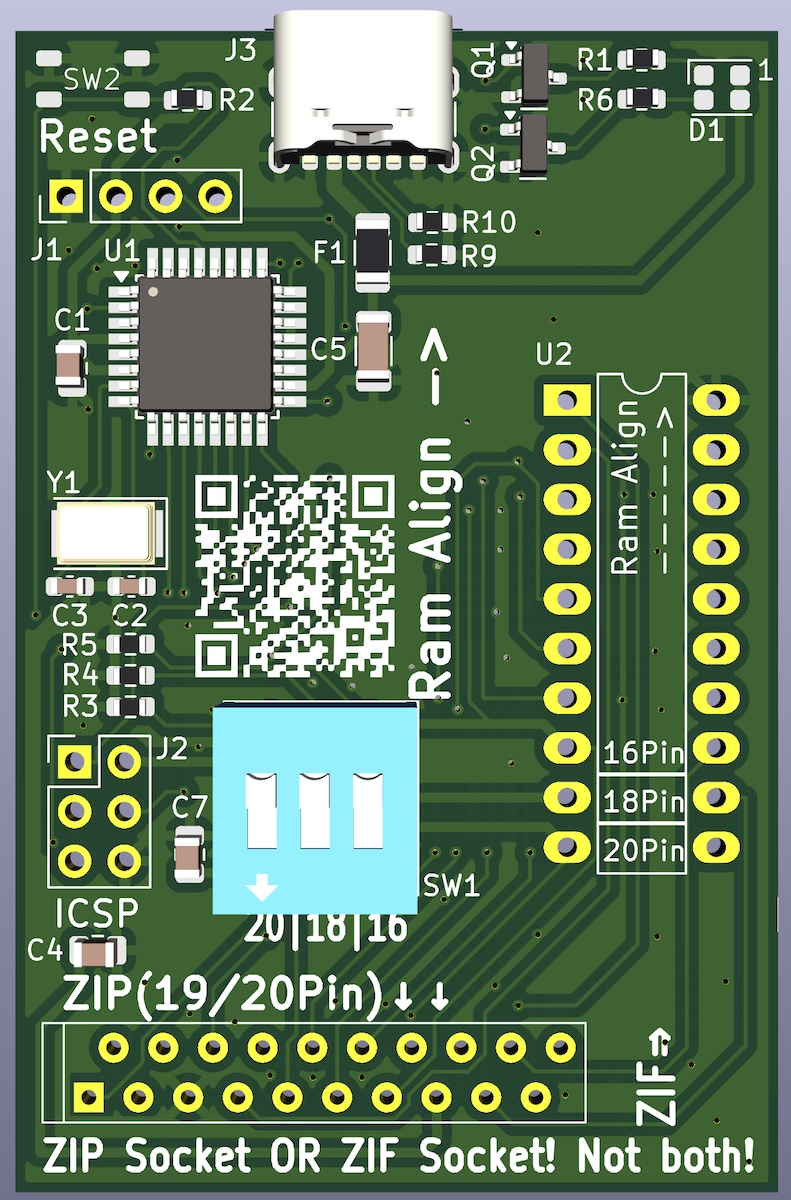 J3
Q1
R1
1
SW2
R2
R6
D1
Reset
Q2
J1
U1
F1
R10
R9
C1
C5
U2
Ram Align —>
Ram Align ----->
Y1
C3
C2
R5
R4
R3
J2
16Pin
C7
18Pin
20Pin
SW1
ICSP
20|18|16
C4
ZIP(19/20Pin)↓↓
ZIF⇒
ZIP Socket OR ZIF Socket! Not both!